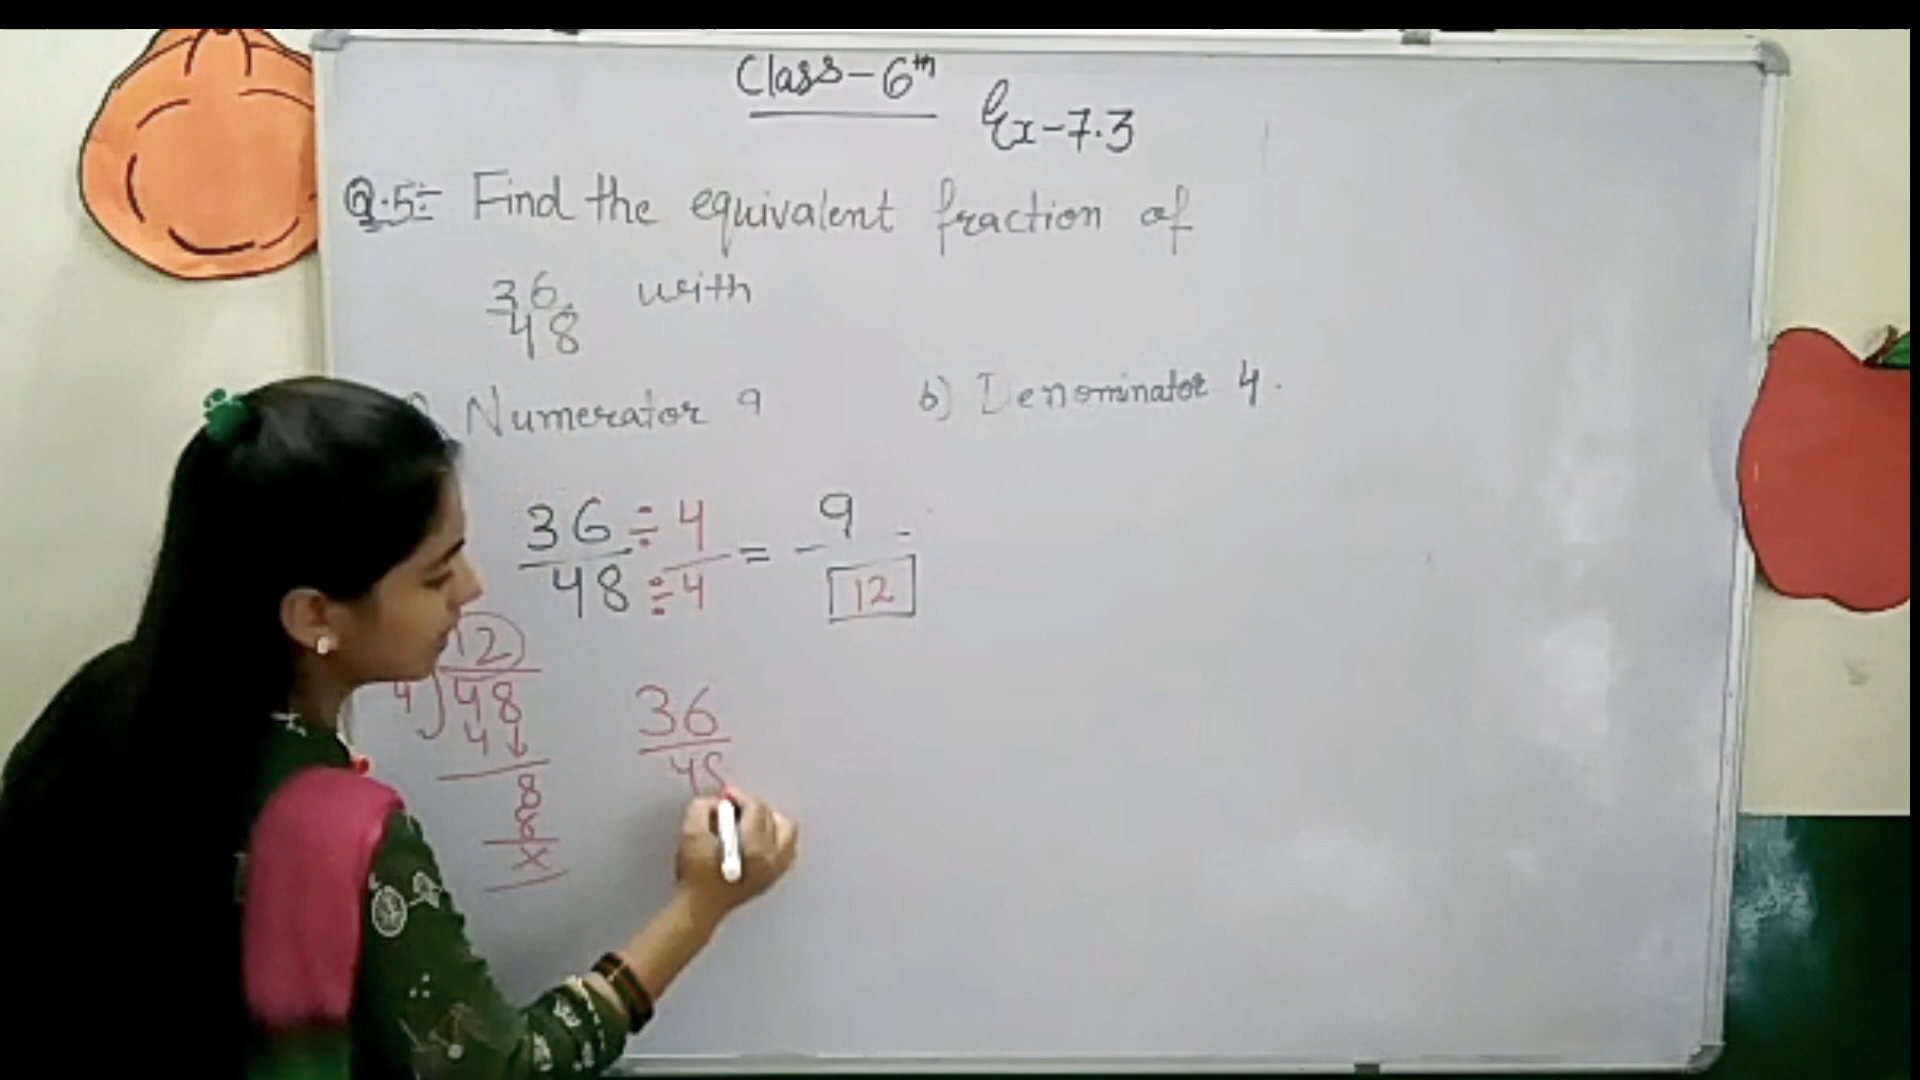 Class-6th
Ex-7.3
Q.5÷ Find the equivalent fraction of
36/48 with
Numerator 9
b) Denominator 4.
36÷4/48÷4 = 9/12
12
4)48
4↓
8
8
x
36/48